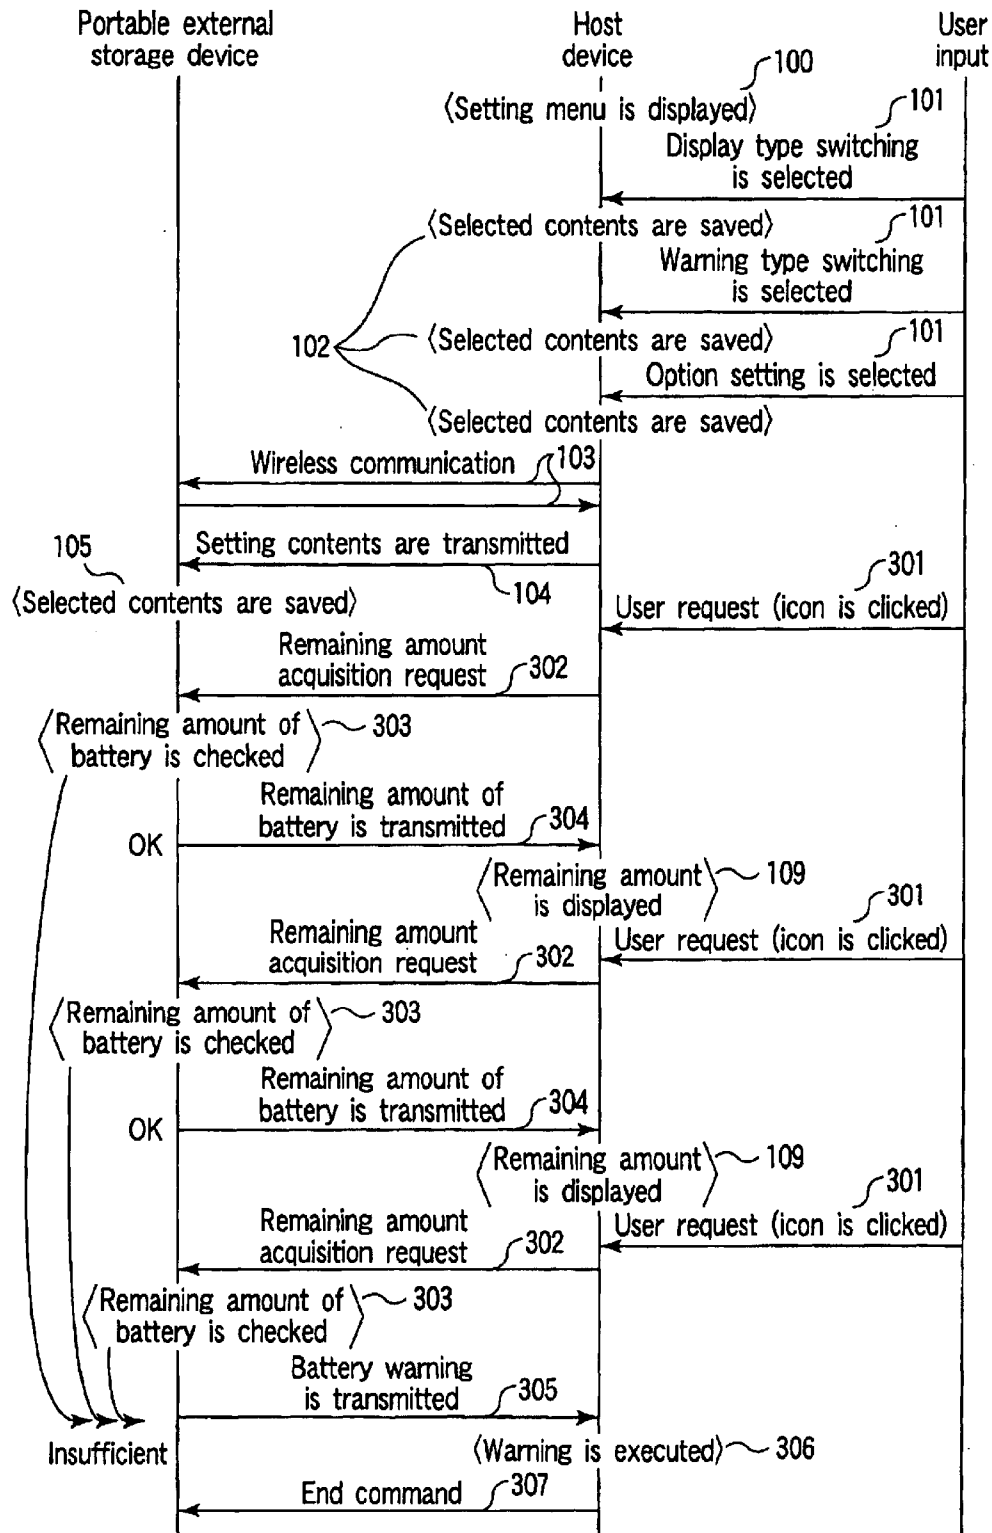 Portable external
storage device
Host
device
User
input
100
〈Setting menu is displayed〉
101
Display type switching
is selected
〈Selected contents are saved〉
101
Warning type switching
is selected
102
〈Selected contents are saved〉
101
Option setting is selected
〈Selected contents are saved〉
Wireless communication
103
105
Setting contents are transmitted
104
〈Selected contents are saved〉
301
User request (icon is clicked)
Remaining amount
acquisition request
302
〈Remaining amount of
battery is checked〉
303
Remaining amount of
battery is transmitted
304
OK
〈Remaining amount
is displayed〉
109
301
User request (icon is clicked)
Remaining amount
acquisition request
302
〈Remaining amount of
battery is checked〉
303
Remaining amount of
battery is transmitted
304
OK
〈Remaining amount
is displayed〉
109
301
User request (icon is clicked)
Remaining amount
acquisition request
302
〈Remaining amount of
battery is checked〉
303
Battery warning
is transmitted
305
Insufficient
〈Warning is executed〉
306
End command
307